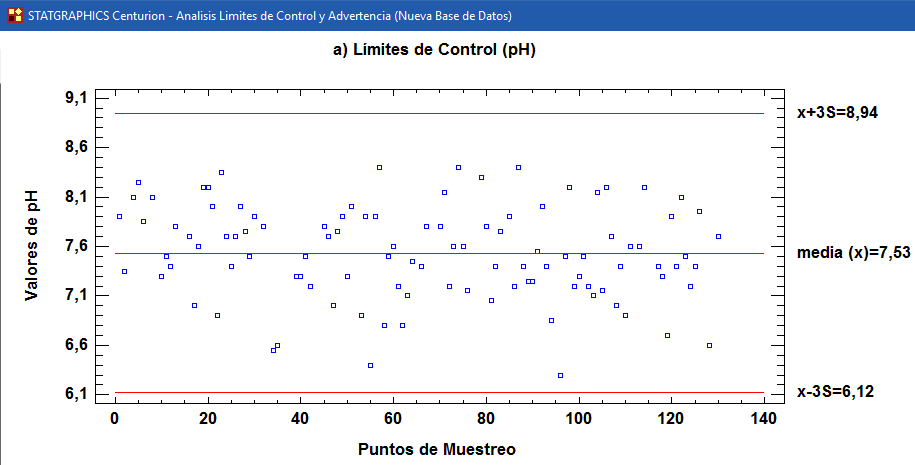 STATGRAPHICS Centurion - Analisis Limites de Control y Advertencia (Nueva Base de Datos)
a) Límites de Control (pH)
9,1
8,6
8,1
7,6
7,1
6,6
6,1
Valores de pH
x+3S=8,94
media (x)=7,53
x-3S=6,12
0 20 40 60 80 100 120 140
Puntos de Muestreo